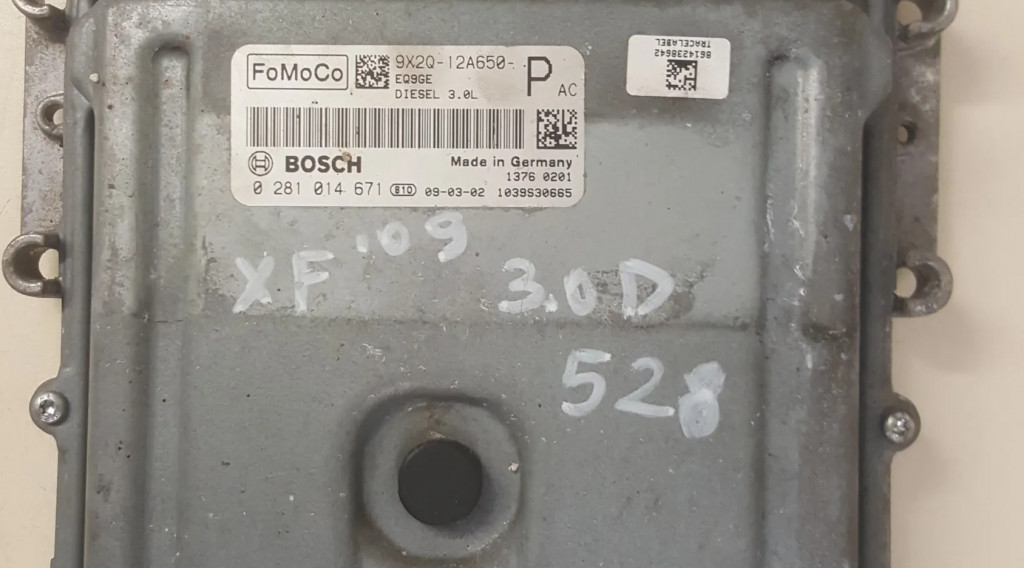 FoMoCo
9X2Q-12A650- P AC
EQ9GE
DIESEL 3.0L
BOSCH
Made in Germany
1376 0201
0 281 014 671 810 09-03-02 1039S30665
8614238642
TRACELABEL
XF '09 3.0D
528